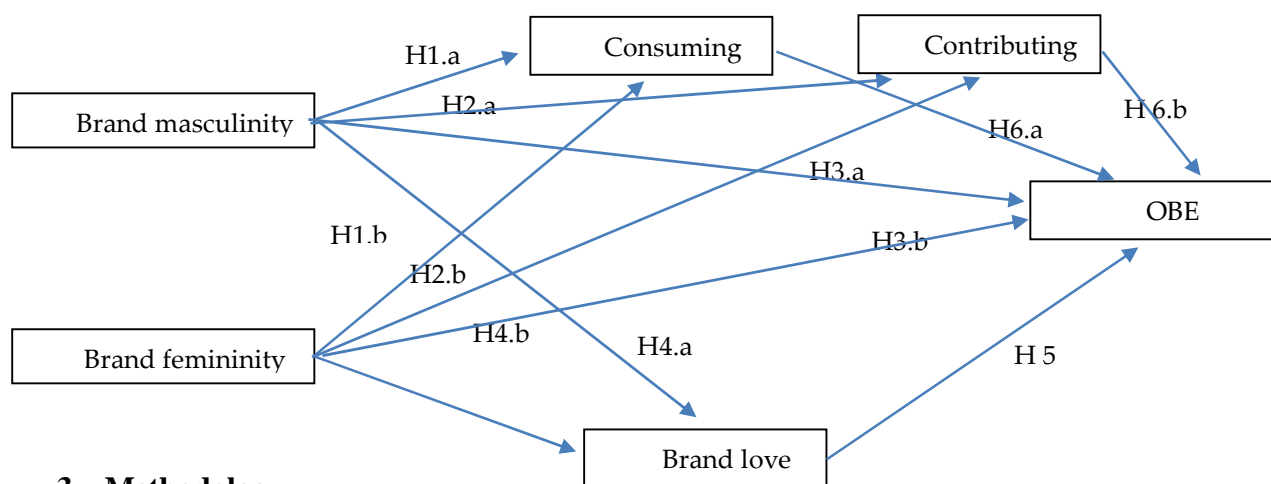 Consuming
Contributing
H1.a
Brand masculinity
H2.a
H6.a
H 6.b
H3.a
OBE
H1.b
H3.b
H2.b
H4.b
H4.a
H 5
Brand femininity
Brand love